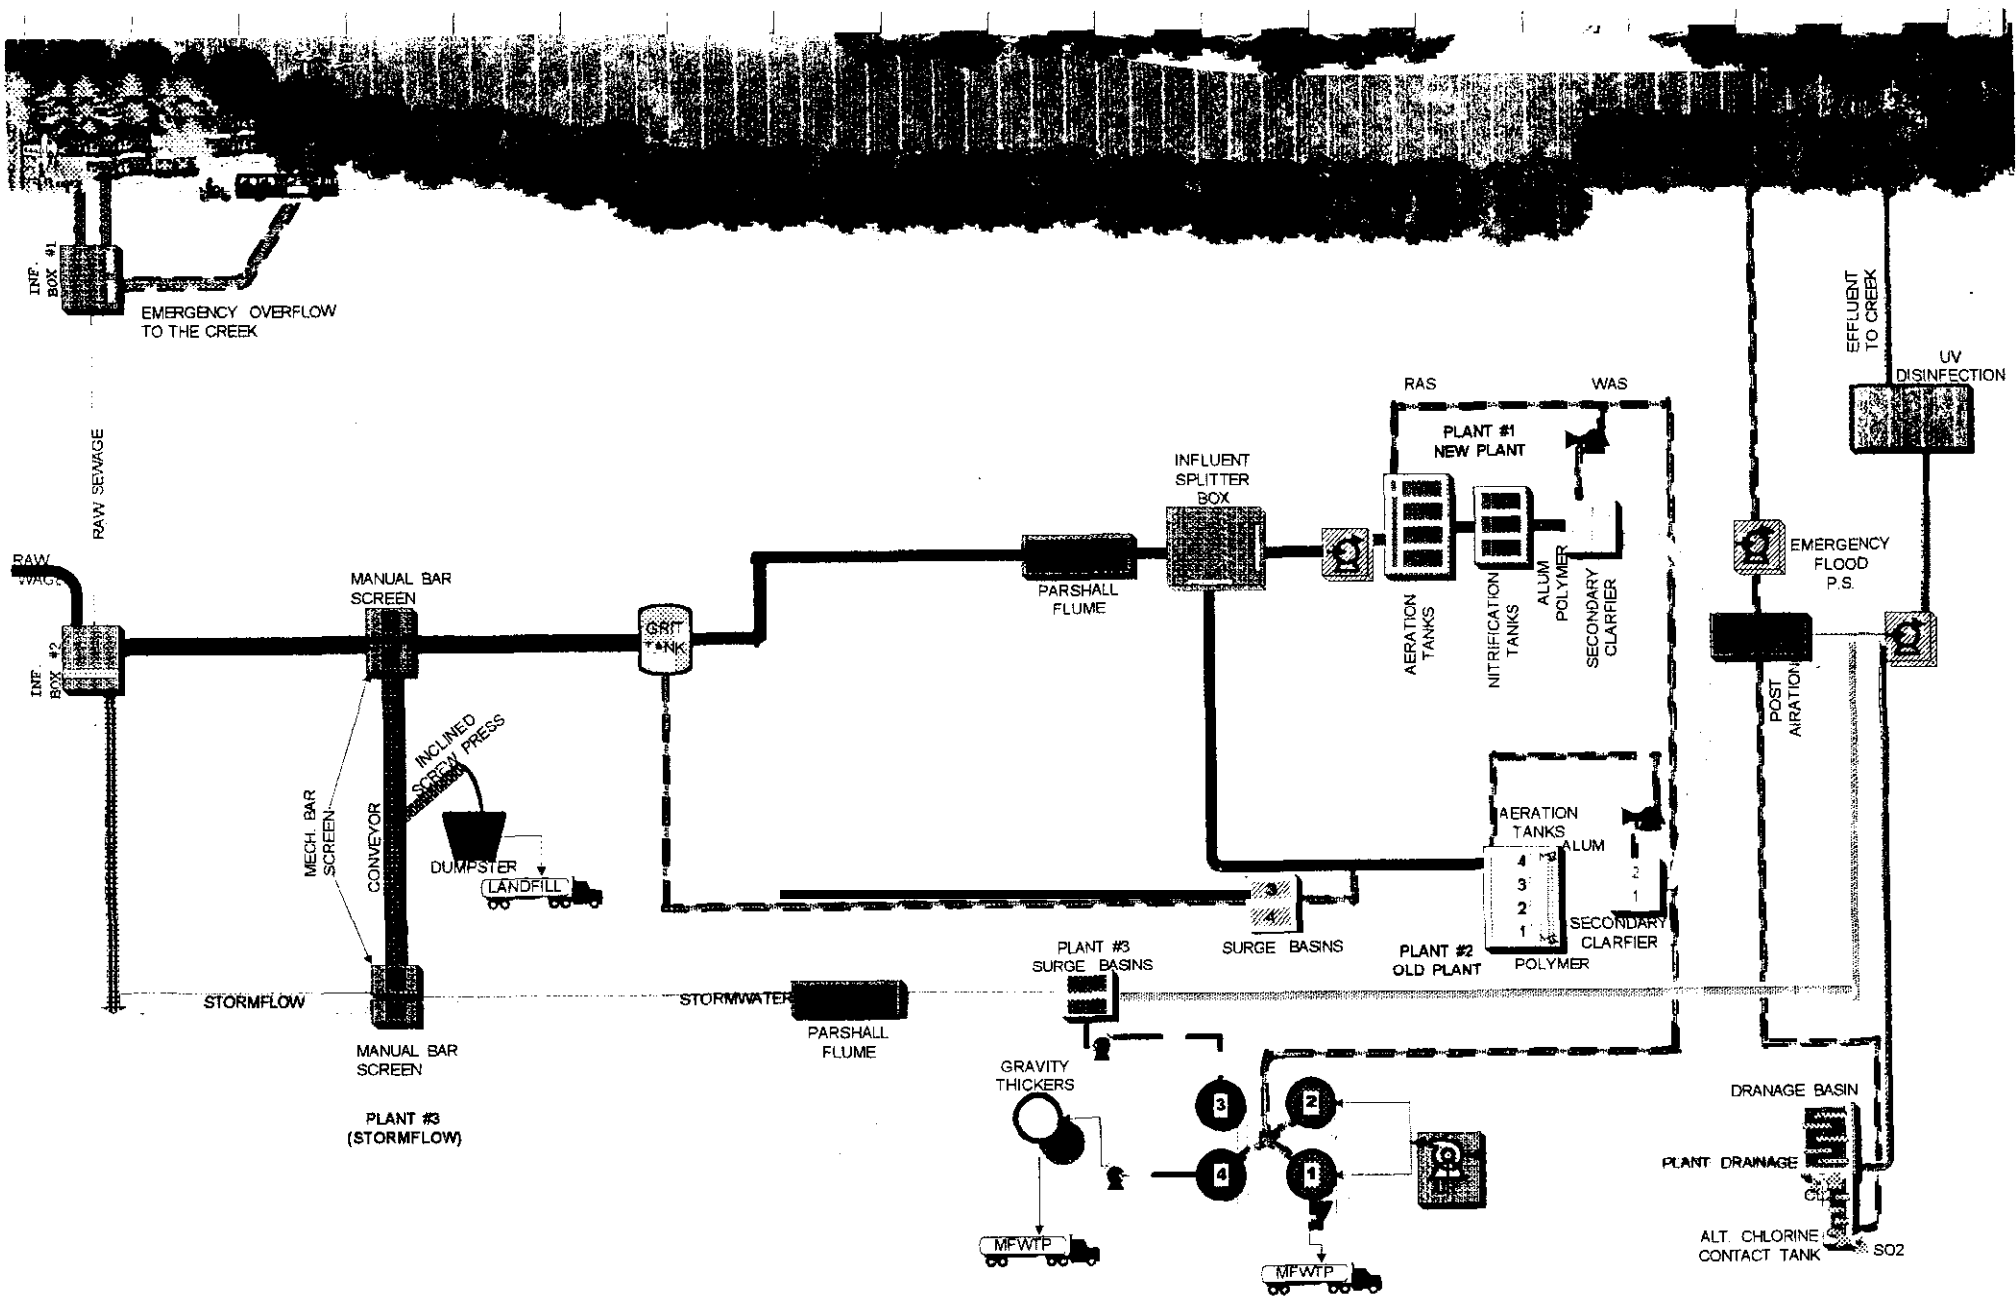 INF.
BOX #1
EMERGENCY OVERFLOW
TO THE CREEK
RAW SEWAGE
EFFLUENT
TO CREEK
UV
DISINFECTION
RAS
WAS
PLANT #1
NEW PLANT
INFLUENT
SPLITTER
BOX
RAW
MANUAL BAR
SCREEN
PARSHALL
FLUME
AERATION
TANKS
NITRIFICATION
TANKS
ALUM
POLYMER
SECONDARY
CLARFIER
EMERGENCY
FLOOD
P.S.
INF.
BOX #2
GRIT
TANK
POST
AIRATION
INCLINED
SCREW PRESS
MECH. BAR
SCREEN
CONVEYOR
DUMPSTER
LANDFILL
AERATION
TANKS
ALUM
4
3
2
1
2
1
SECONDARY
CLARFIER
POLYMER
3
4
SURGE BASINS
PLANT #2
OLD PLANT
PLANT #3
SURGE BASINS
STORMFLOW
STORMWATER
PARSHALL
FLUME
MANUAL BAR
SCREEN
PLANT #3
(STORMFLOW)
GRAVITY
THICKERS
3
2
4
1
MFWTP
MFWTP
DRANAGE BASIN
PLANT DRAINAGE
ALT. CHLORINE
CONTACT TANK
SO2